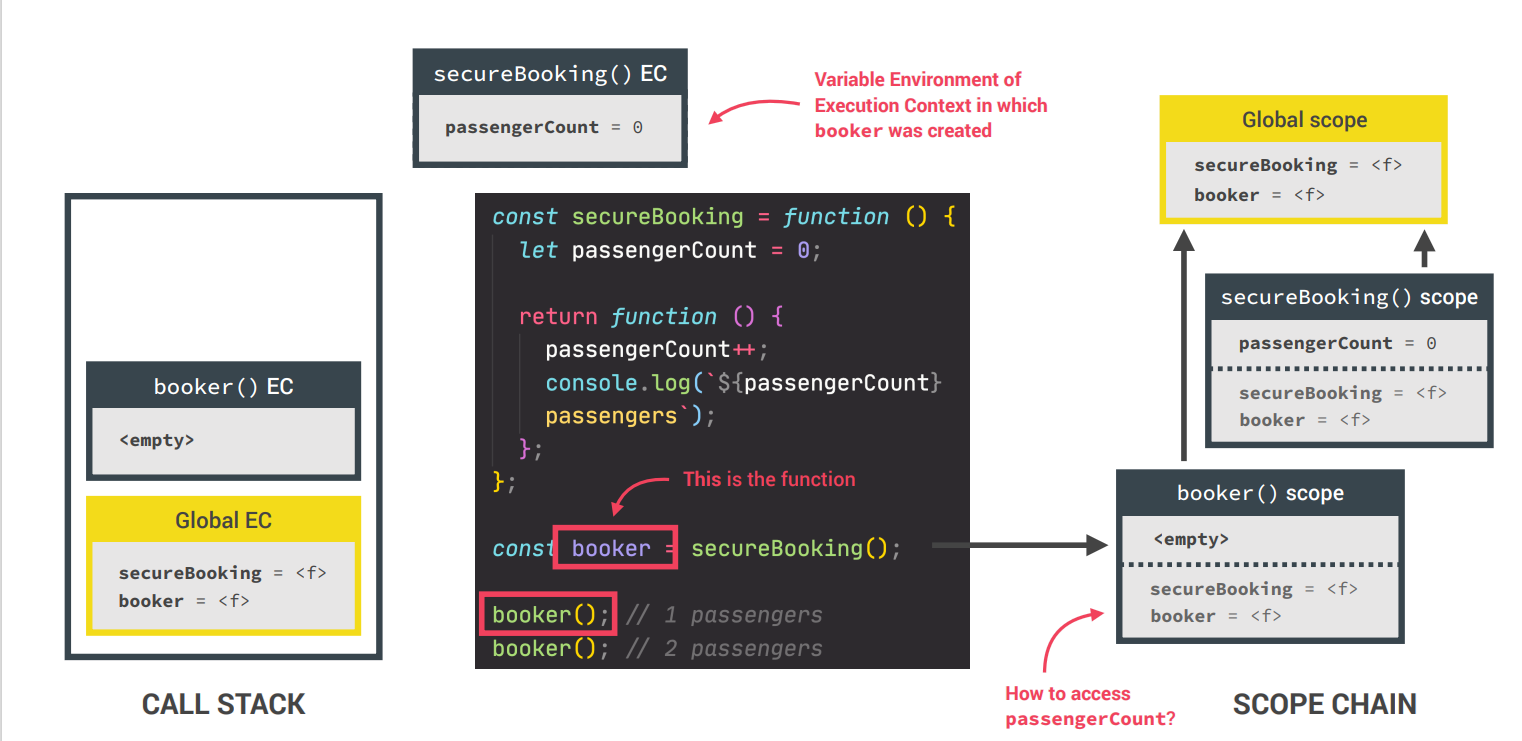 secureBooking() EC
passengerCount = 0
Variable Environment of
Execution Context in which
booker was created
Global scope
secureBooking = <f>
booker = <f>
const secureBooking = function () {
let passengerCount = 0;
return function () {
passengerCount++;
console.log(`${passengerCount}
passengers`);
};
};
This is the function
const booker = secureBooking();
booker(); // 1 passengers
booker(); // 2 passengers
booker() EC
<empty>
Global EC
secureBooking = <f>
booker = <f>
CALL STACK
secureBooking() scope
passengerCount = 0
secureBooking = <f>
booker = <f>
booker() scope
<empty>
secureBooking = <f>
booker = <f>
How to access
passengerCount?
SCOPE CHAIN